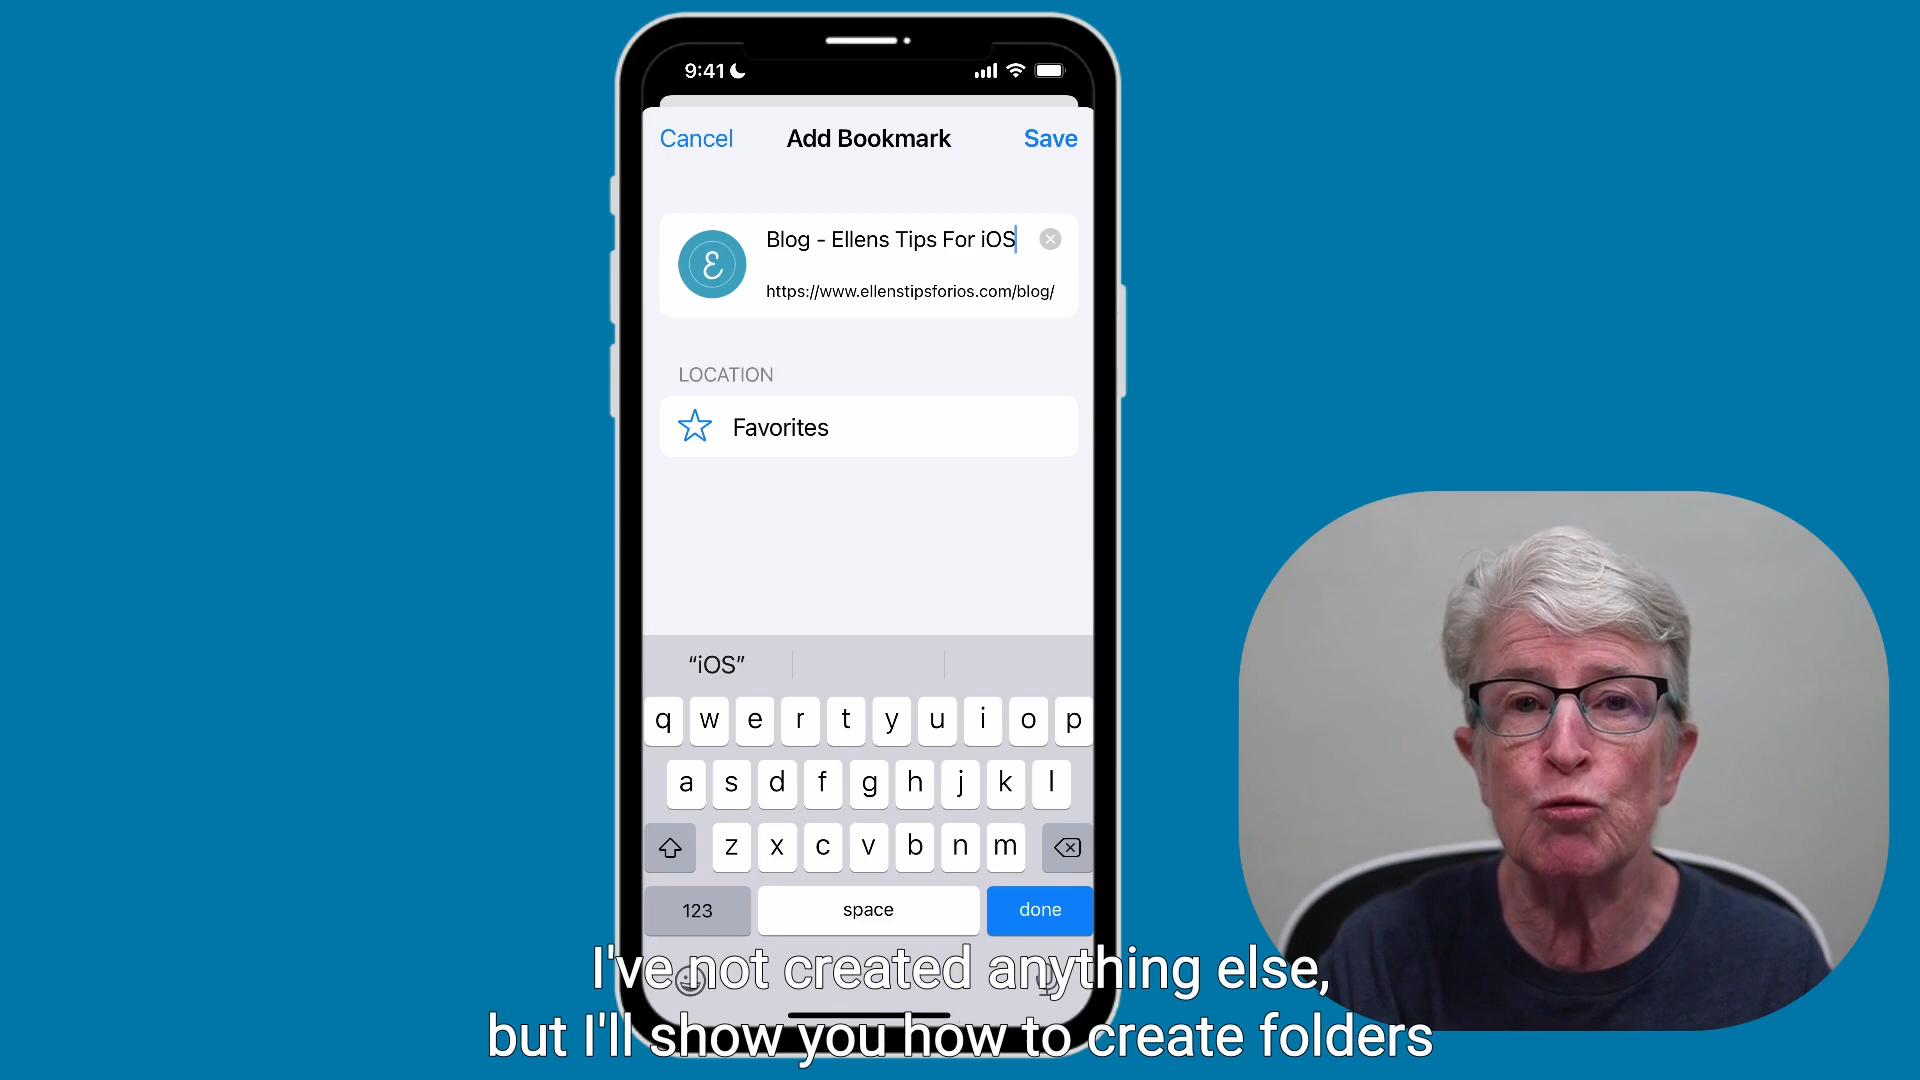 9:41
Cancel
Add Bookmark
Save
Blog - Ellens Tips For iOS
https://www.ellenstipsforios.com/blog/
LOCATION
Favorites
“iOS”
q w e r t y u i o p
a s d f g h j k l
z x c v b n m
123
space
done
I've not created anything else,
but I'll show you how to create folders